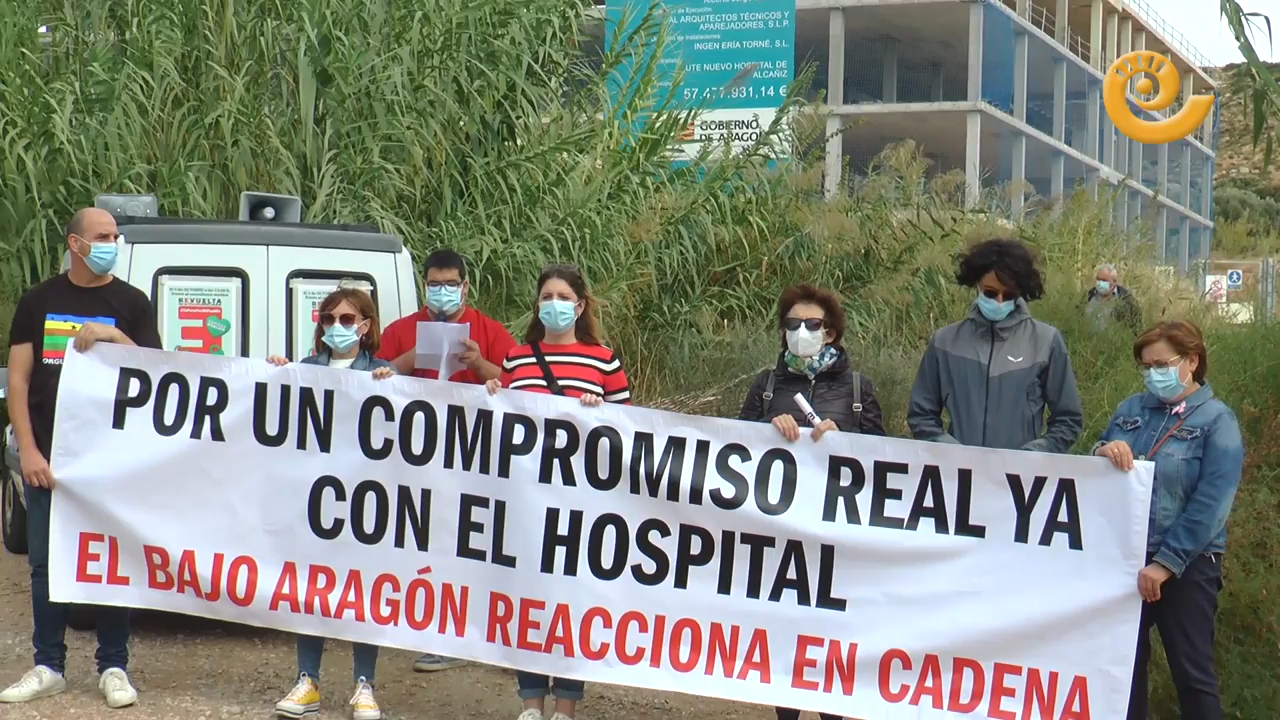 AL ARQUITECTOS TÉCNICOS Y
APAREJADORES, S.L.P.
INGENIERÍA TORNÉ, S.L.
UTE NUEVO HOSPITAL DE
ALCAÑIZ
57.477.931,14 €
GOBIERNO
DE ARAGON
REVUELTA
POR UN COMPROMISO REAL YA
CON EL HOSPITAL
EL BAJO ARAGÓN REACCIONA EN CADENA